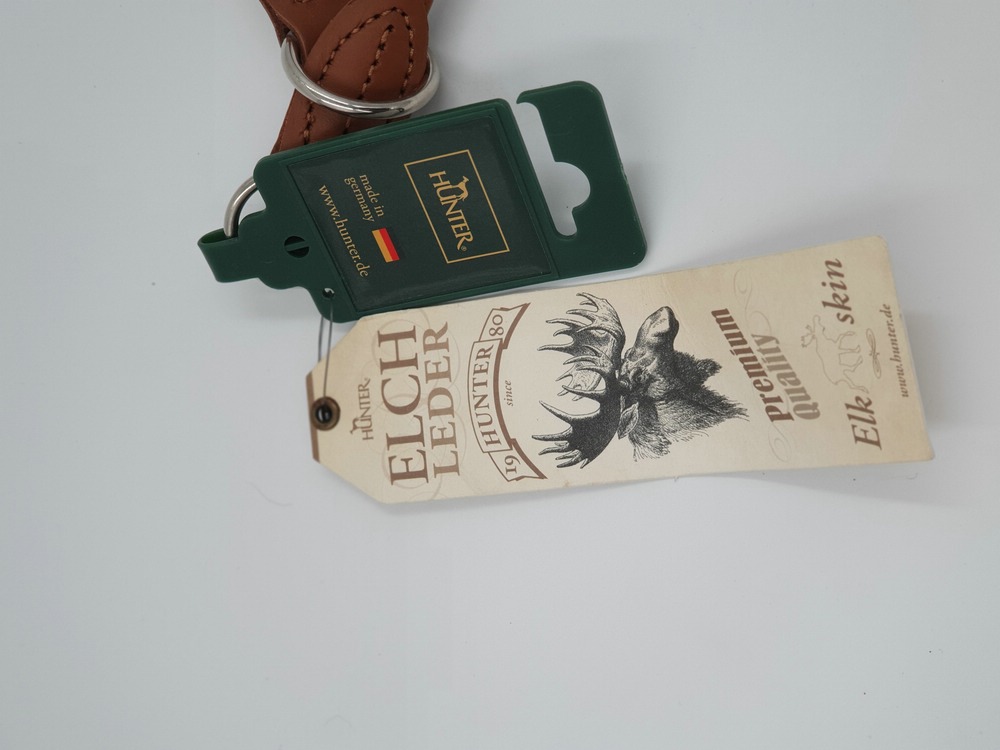 HUNTER®
made in
germany
www.hunter.de
HUNTER
ELCH
LEDER
19 HUNTER 80
since
Premium
Quality
Elk skin
www.hunter.de